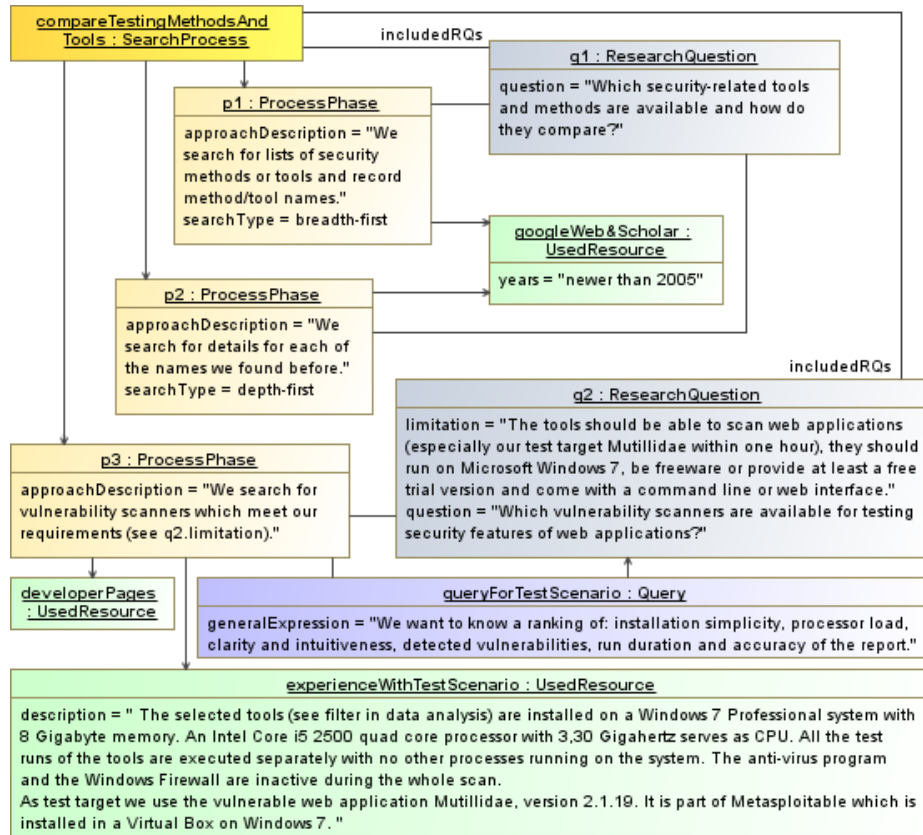 compareTestingMethodsAnd
Tools : SearchProcess
includedRQs
q1 : ResearchQuestion
question = "Which security-related tools
and methods are available and how do
they compare?"
p1 : ProcessPhase
approachDescription = "We
search for lists of security
methods or tools and record
method/tool names."
searchType = breadth-first
googleWeb&Scholar :
UsedResource
years = "newer than 2005"
p2 : ProcessPhase
approachDescription = "We
search for details for each of
the names we found before."
searchType = depth-first
includedRQs
q2 : ResearchQuestion
limitation = "The tools should be able to scan web applications
(especially our test target Mutillidae within one hour), they should
run on Microsoft Windows 7, be freeware or provide at least a free
trial version and come with a command line or web interface."
question = "Which vulnerability scanners are available for testing
security features of web applications?"
p3 : ProcessPhase
approachDescription = "We search for
vulnerability scanners which meet our
requirements (see q2.limitation)."
developerPages
: UsedResource
queryForTestScenario : Query
generalExpression = "We want to know a ranking of: installation simplicity, processor load,
clarity and intuitiveness, detected vulnerabilities, run duration and accuracy of the report."
experienceWithTestScenario : UsedResource
description = " The selected tools (see filter in data analysis) are installed on a Windows 7 Professional system with
8 Gigabyte memory. An Intel Core i5 2500 quad core processor with 3,30 Gigahertz serves as CPU. All the test
runs of the tools are executed separately with no other processes running on the system. The anti-virus program
and the Windows Firewall are inactive during the whole scan.
As test target we use the vulnerable web application Mutillidae, version 2.1.19. It is part of Metasploitable which is
installed in a Virtual Box on Windows 7. "